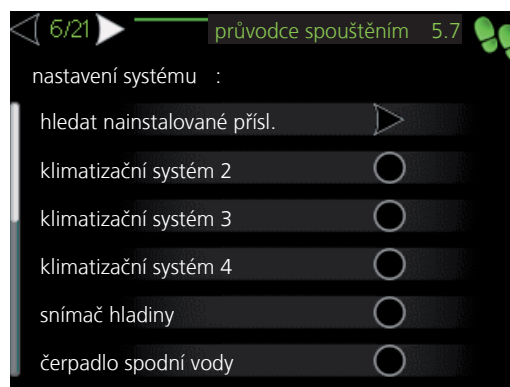 6/21 průvodce spouštěním 5.7
nastavení systému :
hledat nainstalované přísl.
klimatizační systém 2
klimatizační systém 3
klimatizační systém 4
snímač hladiny
čerpadlo spodní vody